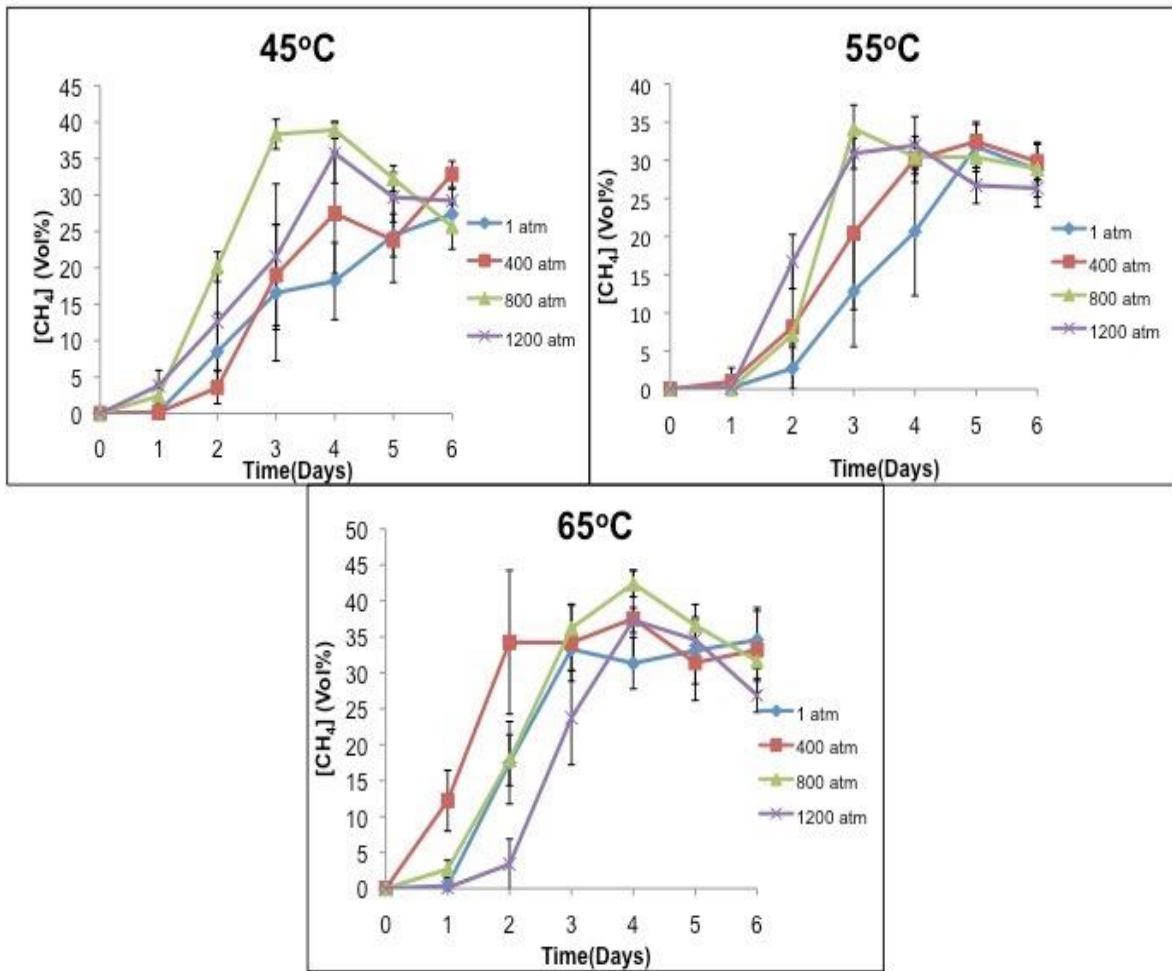 45°C
[CH₄] (Vol%)
45
40
35
30
25
20
15
10
5
0
0 1 2 3 4 5 6
Time(Days)
1 atm
400 atm
800 atm
1200 atm
55°C
[CH₄] (Vol%)
40
35
30
25
20
15
10
5
0
0 1 2 3 4 5 6
Time(Days)
1 atm
400 atm
800 atm
1200 atm
65°C
[CH₄] (Vol%)
50
45
40
35
30
25
20
15
10
5
0
0 1 2 3 4 5 6
Time(Days)
1 atm
400 atm
800 atm
1200 atm